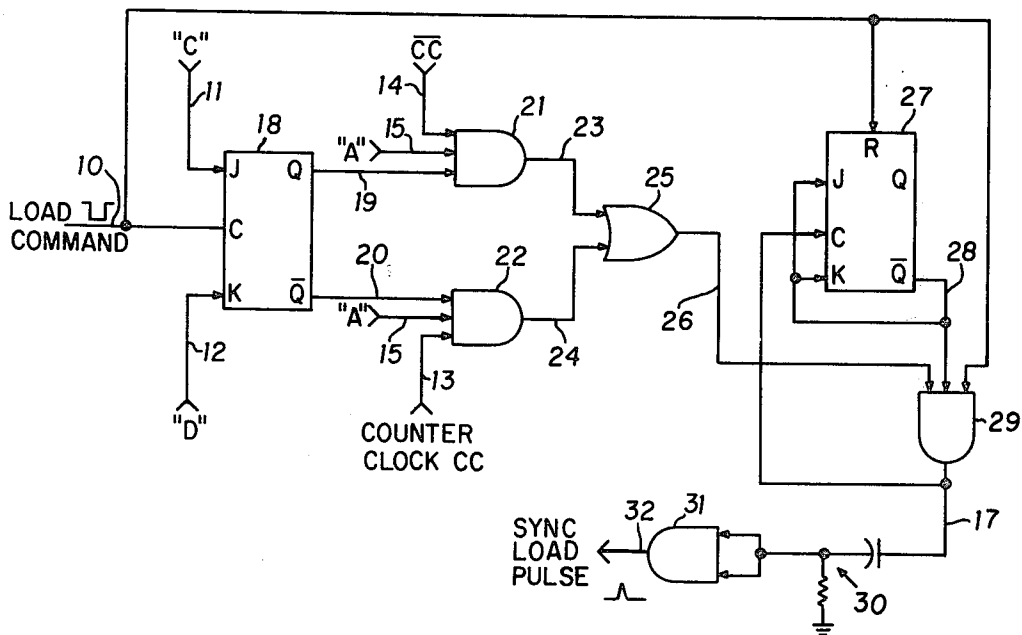 "C"
C̅C̅
14
21
27
11
15
23
R
18
"A"
25
J
Q
J
Q
10
19
LOAD
COMMAND
C
C
20
22
K
Q̅
28
K
Q̅
"A"
26
12
15
24
13
29
"D"
COUNTER
CLOCK CC
31
17
32
SYNC
LOAD
PULSE
30